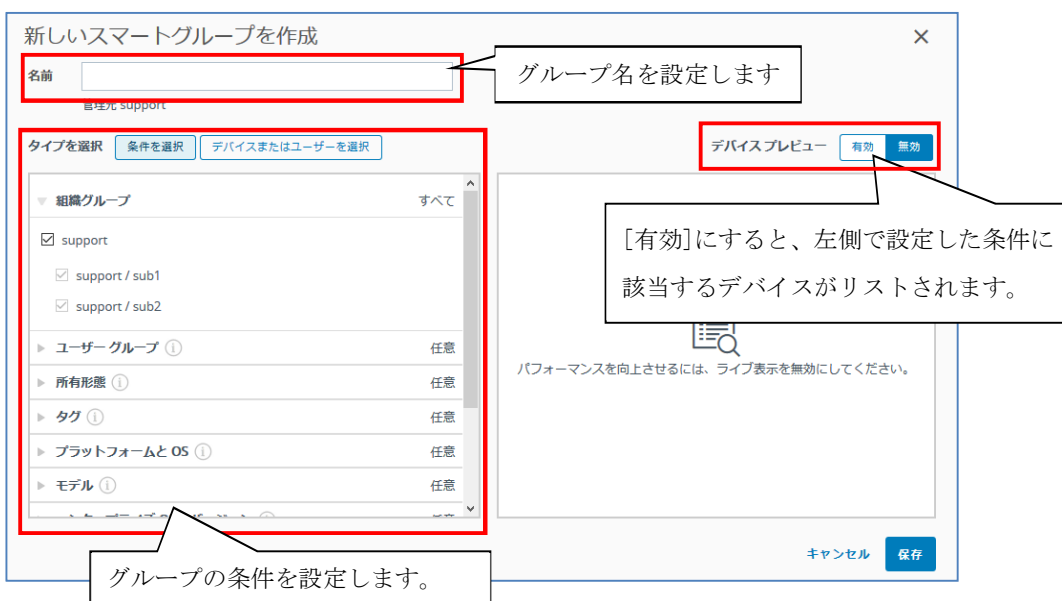 新しいスマートグループを作成
×
名前
グループ名を設定します
管理元 support
タイプを選択 条件を選択 デバイスまたはユーザーを選択
デバイス プレビュー 有効 無効
組織グループ すべて
support
support / sub1
support / sub2
[有効]にすると、左側で設定した条件に
該当するデバイスがリストされます。
ユーザー グループ 任意
所有形態 任意
タグ 任意
プラットフォームと OS 任意
モデル 任意
パフォーマンスを向上させるには、ライブ表示を無効にしてください。
グループの条件を設定します。
キャンセル 保存